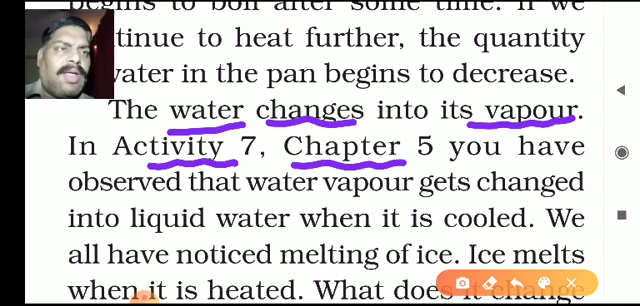 begins to boil after some time. If we
tinue to heat further, the quantity
vater in the pan begins to decrease.
The water changes into its vapour.
In Activity 7, Chapter 5 you have
observed that water vapour gets changed
into liquid water when it is cooled. We
all have noticed melting of ice. Ice melts
when it is heated. What does it change